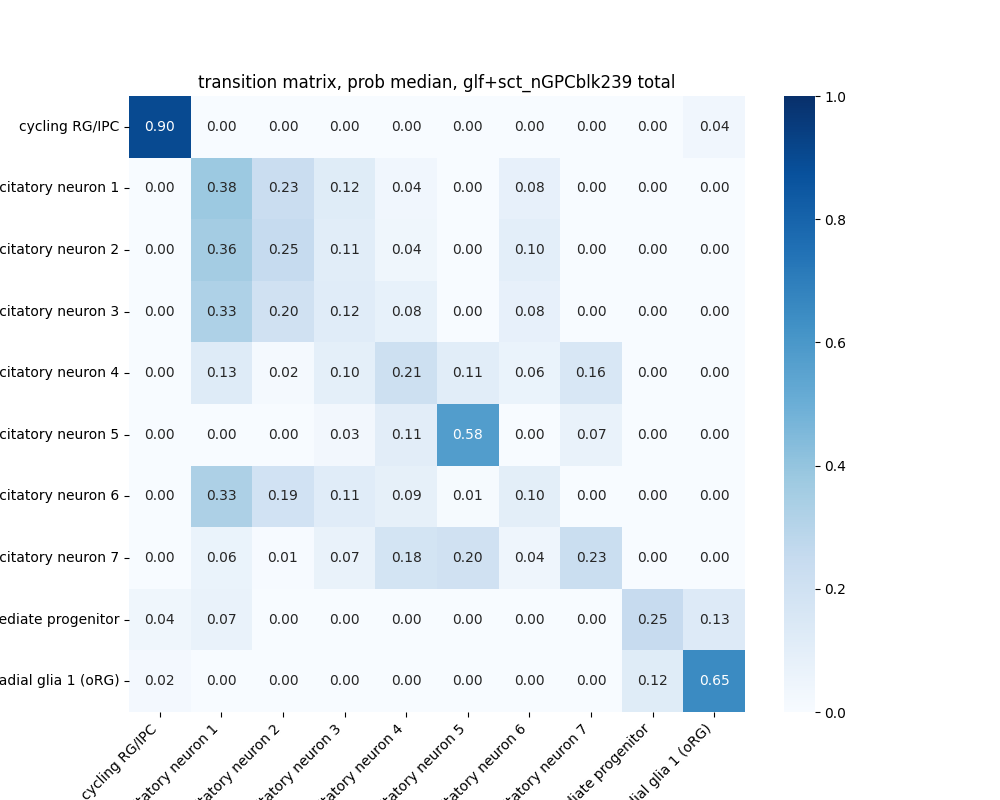 transition matrix, prob median, glf+sct_nGPCblk239 total
cycling RG/IPC 0.90 0.00 0.00 0.00 0.00 0.00 0.00 0.00 0.00 0.04
citatory neuron 1 0.00 0.38 0.23 0.12 0.04 0.00 0.08 0.00 0.00 0.00
citatory neuron 2 0.00 0.36 0.25 0.11 0.04 0.00 0.10 0.00 0.00 0.00
citatory neuron 3 0.00 0.33 0.20 0.12 0.08 0.00 0.08 0.00 0.00 0.00
citatory neuron 4 0.00 0.13 0.02 0.10 0.21 0.11 0.06 0.16 0.00 0.00
citatory neuron 5 0.00 0.00 0.00 0.03 0.11 0.58 0.00 0.07 0.00 0.00
citatory neuron 6 0.00 0.33 0.19 0.11 0.09 0.01 0.10 0.00 0.00 0.00
citatory neuron 7 0.00 0.06 0.01 0.07 0.18 0.20 0.04 0.23 0.00 0.00
ediate progenitor 0.04 0.07 0.00 0.00 0.00 0.00 0.00 0.00 0.25 0.13
adial glia 1 (oRG) 0.02 0.00 0.00 0.00 0.00 0.00 0.00 0.00 0.12 0.65
cycling RG/IPC
tatory neuron 1
itatory neuron 2
tatory neuron 3
tatory neuron 4
tatory neuron 5
tatory neuron 6
tatory neuron 7
diate progenitor
dial glia 1 (oRG)
1.0
0.8
0.6
0.4
0.2
0.0